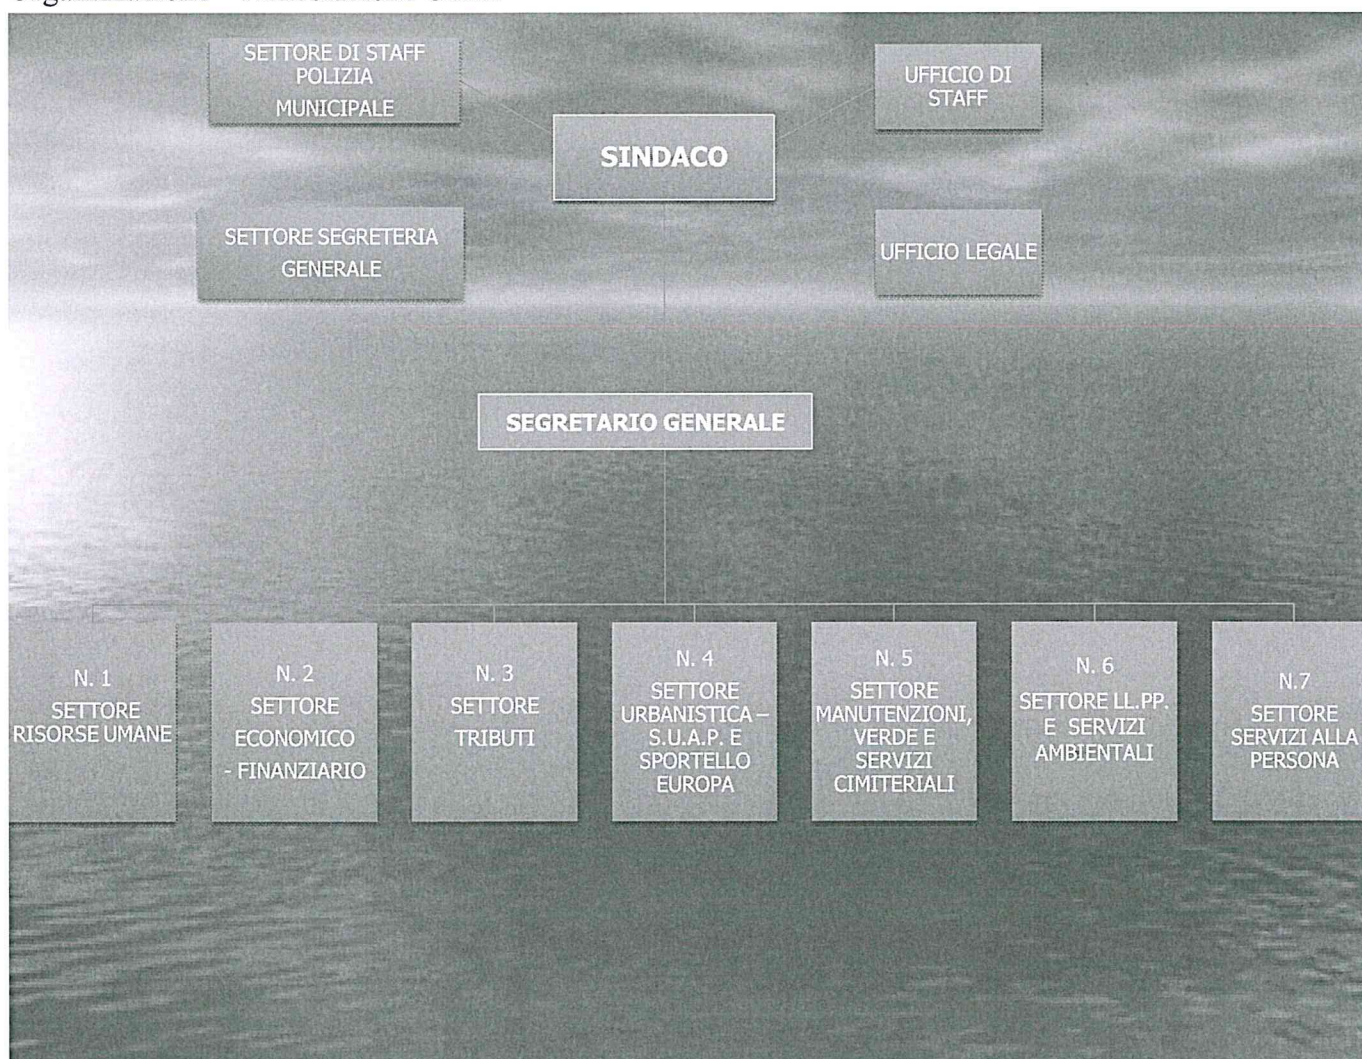 SETTORE DI STAFF
POLIZIA
MUNICIPALE
UFFICIO DI
STAFF
SINDACO
SETTORE SEGRETERIA
GENERALE
UFFICIO LEGALE
SEGRETARIO GENERALE
N. 1
SETTORE
RISORSE UMANE
N. 2
SETTORE
ECONOMICO
- FINANZIARIO
N. 3
SETTORE
TRIBUTI
N. 4
SETTORE
URBANISTICA –
S.U.A.P. E
SPORTELLO
EUROPA
N. 5
SETTORE
MANUTENZIONI,
VERDE E
SERVIZI
CIMITERIALI
N. 6
SETTORE LL.PP.
E SERVIZI
AMBIENTALI
N.7
SETTORE
SERVIZI ALLA
PERSONA